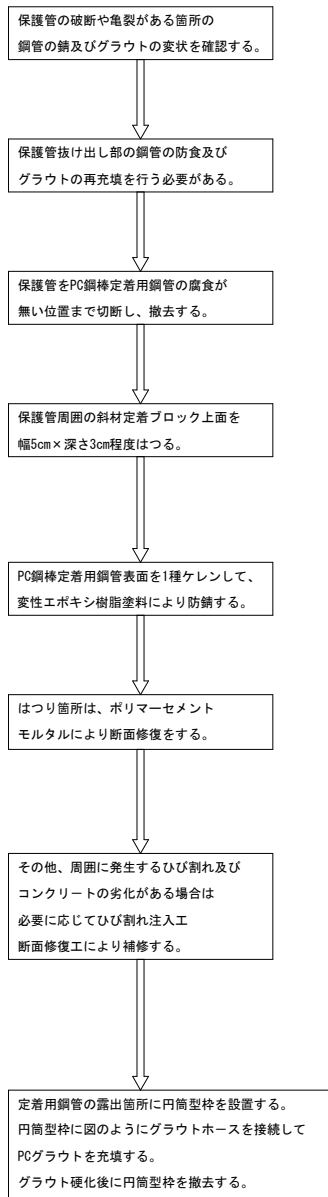 保護管の破断や亀裂がある箇所の
鋼管の錆及びグラウトの変状を確認する。
保護管抜け出し部の鋼管の防食及び
グラウトの再充填を行う必要がある。
保護管をPC鋼棒定着用鋼管の腐食が
無い位置まで切断し、撤去する。
保護管周囲の斜材定着ブロック上面を
幅5cm×深さ3cm程度はつる。
PC鋼棒定着用鋼管表面を1種ケレンして、
変性エポキシ樹脂塗料により防錆する。
はつり箇所は、ポリマーセメント
モルタルにより断面修復をする。
その他、周囲に発生するひび割れ及び
コンクリートの劣化がある場合は
必要に応じてひび割れ注入工
断面修復工により補修する。
定着用鋼管の露出箇所に円筒型枠を設置する。
円筒型枠に図のようにグラウトホースを接続して
PCグラウトを充填する。
グラウト硬化後に円筒型枠を撤去する。